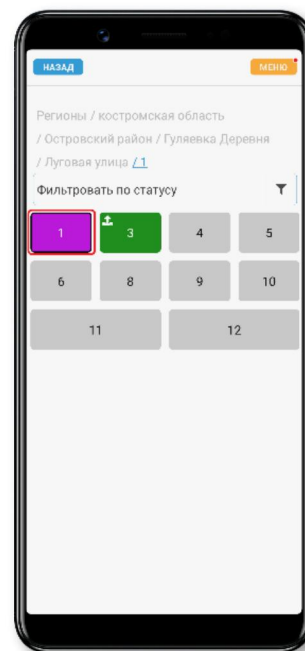 НАЗАД
МЕНЮ
Регионы / костромская область
/ Островский район / Гуляевка Деревня
/ Луговая улица / 1
Фильтровать по статусу
1 3 4 5
6 8 9 10
11 12